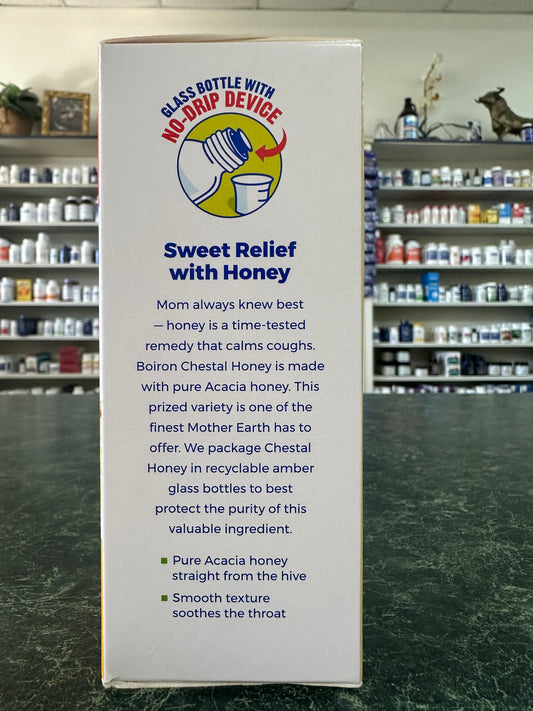 GLASS BOTTLE WITH
NO-DRIP DEVICE
Sweet Relief
with Honey
Mom always knew best
— honey is a time-tested
remedy that calms coughs.
Boiron Chestal Honey is made
with pure Acacia honey. This
prized variety is one of the
finest Mother Earth has to
offer. We package Chestal
Honey in recyclable amber
glass bottles to best
protect the purity of this
valuable ingredient.
Pure Acacia honey
straight from the hive
Smooth texture
soothes the throat